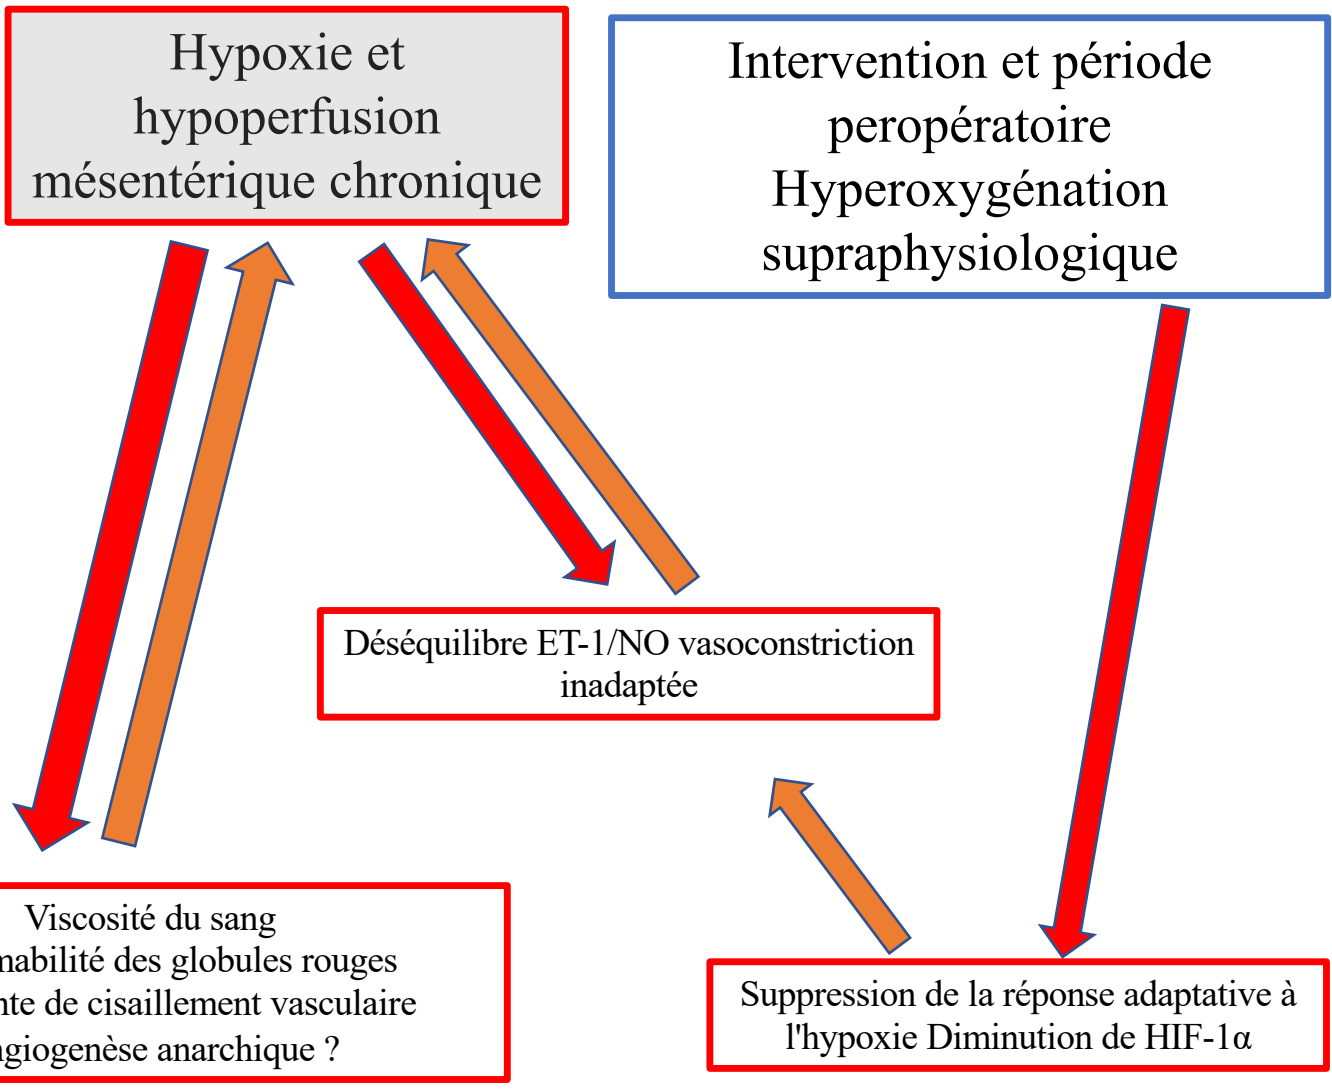 Hypoxie et
hypoperfusion
mésentérique chronique
Intervention et période
peropératoire
Hyperoxygénation
supraphysiologique
Déséquilibre ET-1/NO vasoconstriction
inadaptée
Viscosité du sang
des globules rouges
de cisaillement vasculaire
anarchique ?
Suppression de la réponse adaptative à
l'hypoxie Diminution de HIF-1α